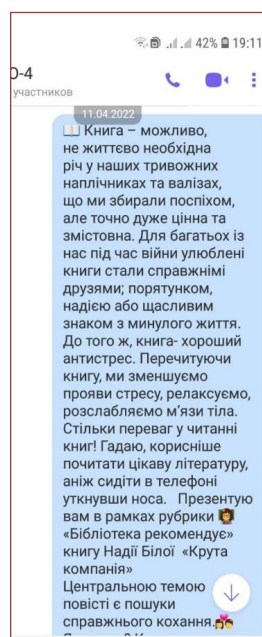 42% 19:11
О-4
участников
11.04.2022
Книга – можливо,
не життєво необхідна
річ у наших тривожних
наплічниках та валізах,
що ми збирали поспіхом,
але точно дуже цінна та
змістовна. Для багатьох із
нас під час війни улюблені
книги стали справжнімі
друзями; порятунком,
надією або щасливим
знаком з минулого життя.
До того ж, книга- хороший
антистрес. Перечитуючи
книгу, ми зменшуємо
прояви стресу, релаксуємо,
розслабляємо м’язи тіла.
Стільки переваг у читанні
книг! Гадаю, корисніше
почитати цікаву літературу,
аніж сидіти в телефоні
уткнувши носа. Презентую
вам в рамках рубрики
«Бібліотека рекомендує»
книгу Надії Білої «Крута
компанія»
Центральною темою
повісті є пошуки
справжнього кохання.